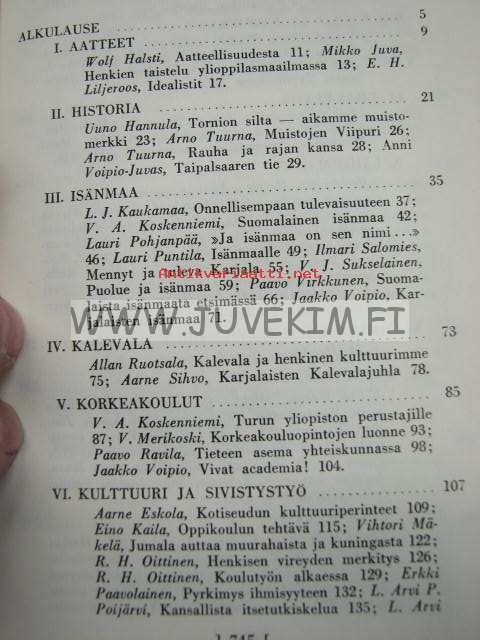 ALKULAUSE 5
I. AATTEET 9
Wolf Halsti, Aatteellisuudesta 11; Mikko Juva,
Henkien taistelu ylioppilasmaailmassa 13; E. H.
Liljeroos, Idealistit 17.
II. HISTORIA 21
Uuno Hannula, Tornion silta — aikamme muisto-
merkki 23; Arno Tuurna, Muistojen Viipuri 26;
Arno Tuurna, Rauha ja rajan kansa 28; Anni
Voipio-Juvas, Taipalsaaren tie 29.
III. ISÄNMAA 35
L. J. Kaukamaa, Onnellisempaan tulevaisuuteen 37;
V. A. Koskenniemi, Suomalainen isänmaa 42;
Lauri Pohjanpää, »Ja isänmaa on sen nimi...»
46; Lauri Puntila, Isänmaalle 49; Ilmari Salomies,
Mennyt ja tuleva Karjala 55; V. J. Sukselainen,
Puolue ja isänmaa 59; Paavo Virkkunen, Suoma-
laista isänmaata etsimässä 66; Jaakko Voipio, Kar-
jalaisten isänmaa 71.
WWW.JUVEKIM.FI
IV. KALEVALA 73
Allan Ruotsala, Kalevala ja henkinen kulttuurimme
75; Aarne Sihvo, Karjalaisten Kalevalajuhla 78.
V. KORKEAKOULUT 85
V. A. Koskenniemi, Turun yliopiston perustajille
87; V. Merikoski, Korkeakouluopintojen luonne 93;
Paavo Ravila, Tieteen asema yhteiskunnassa 98;
Jaakko Voipio, Vivat academia! 104.
VI. KULTTUURI JA SIVISTYSTYÖ 107
Aarne Eskola, Kotiseudun kulttuuriperinteet 109;
Eino Kaila, Oppikoulun tehtävä 115; Vihtori Mä-
kelä, Jumala auttaa muurahaista ja kuningasta 122;
R. H. Oittinen, Henkisen vireyden merkitys 126;
R. H. Oittinen, Koulutyön alkaessa 129; Erkki
Paavolainen, Pyrkimys ihmisyyteen 132; L. Arvi P.
Poijärvi, Kansallista itsetutkiskelua 135; L. Arvi